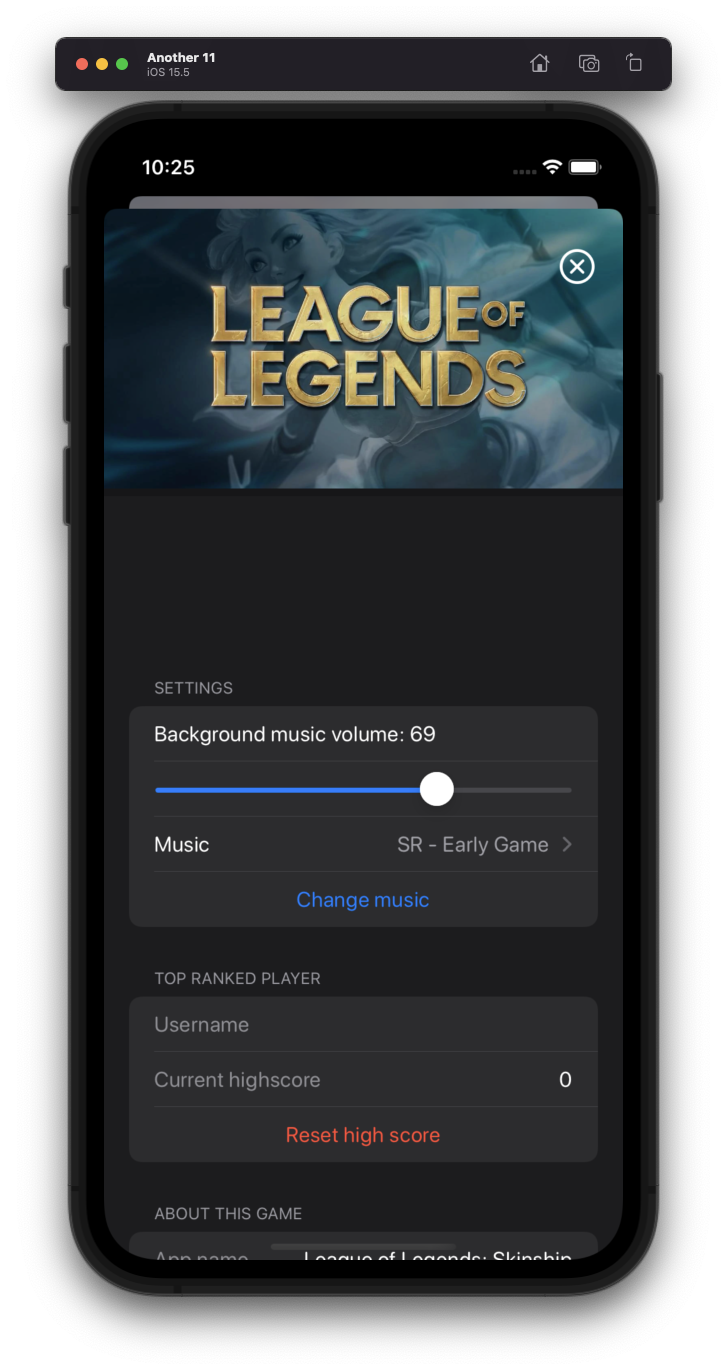 Another 11
iOS 15.5
10:25
LEAGUE OF
LEGENDS
SETTINGS
Background music volume: 69
Music SR - Early Game
Change music
TOP RANKED PLAYER
Username
Current highscore 0
Reset high score
ABOUT THIS GAME
App name League of Legends: Skinship